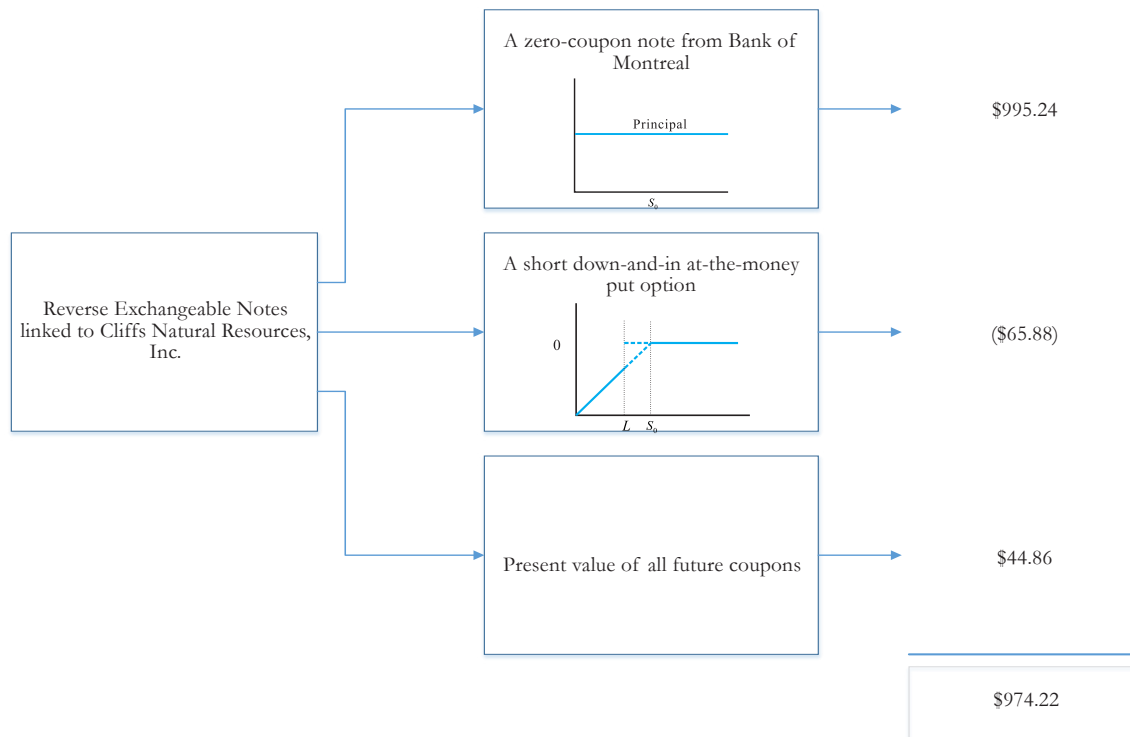 A zero-coupon note from Bank of
Montreal
Principal
S₀
$995.24
Reverse Exchangeable Notes
linked to Cliffs Natural Resources,
Inc.
A short down-and-in at-the-money
put option
0
L S₀
($65.88)
Present value of all future coupons
$44.86
$974.22